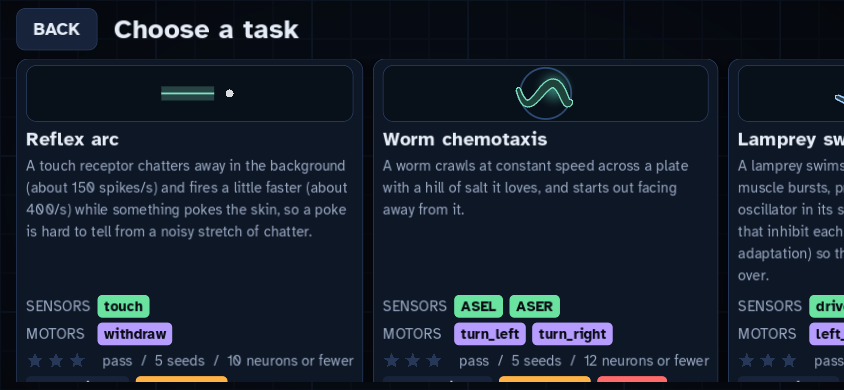 BACK
Choose a task
Reflex arc
A touch receptor chatters away in the background
(about 150 spikes/s) and fires a little faster (about
400/s) while something pokes the skin, so a poke
is hard to tell from a noisy stretch of chatter.
SENSORS touch
MOTORS withdraw
pass / 5 seeds / 10 neurons or fewer
Worm chemotaxis
A worm crawls at constant speed across a plate
with a hill of salt it loves, and starts out facing
away from it.
SENSORS ASEL ASER
MOTORS turn_left turn_right
pass / 5 seeds / 12 neurons or fewer
Lamprey sw
A lamprey swims
muscle bursts, p
oscillator in its s
that inhibit each
adaptation) so th
over.
SENSORS driv
MOTORS left_
pass /